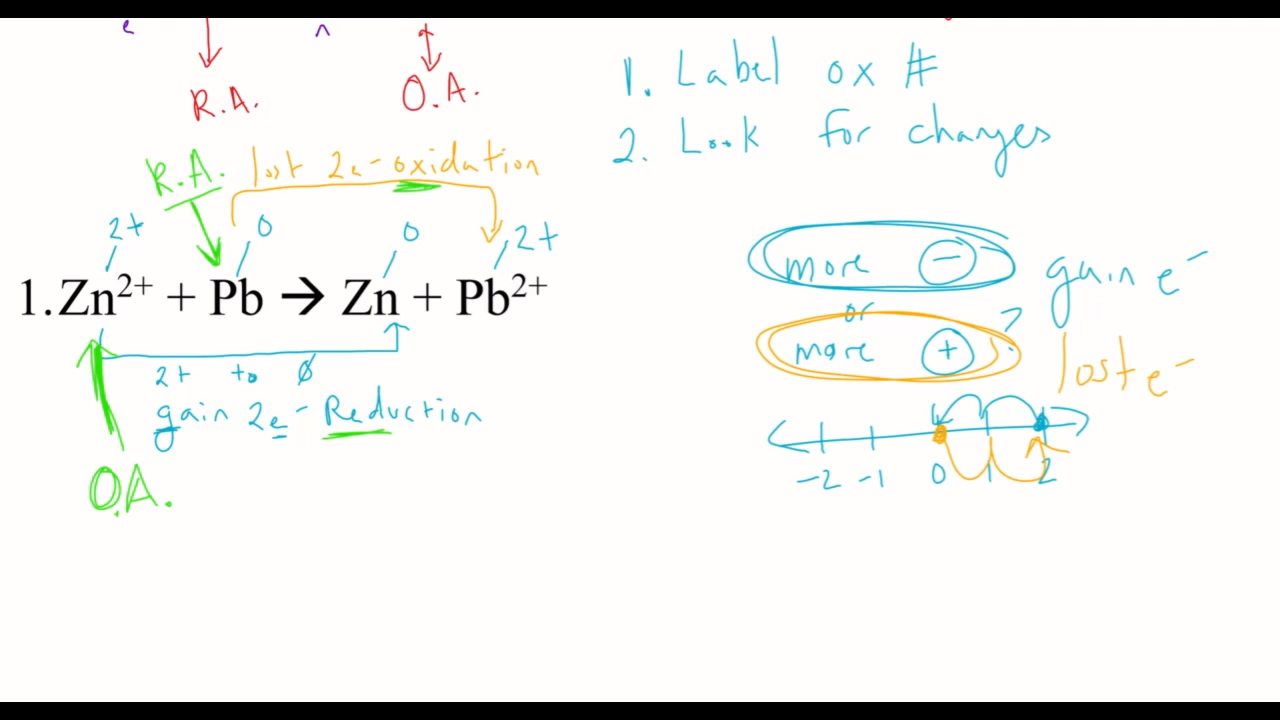 e n
R.A. O.A.
R.A. lost 2e- oxidation
2+ 0 0 2+
1. Zn²⁺ + Pb → Zn + Pb²⁺
2+ to 0
gain 2e- Reduction
O.A.
1. Label ox #
2. Look for changes
more - gain e-
or ?
more + lost e-
-2 -1 0 1 2